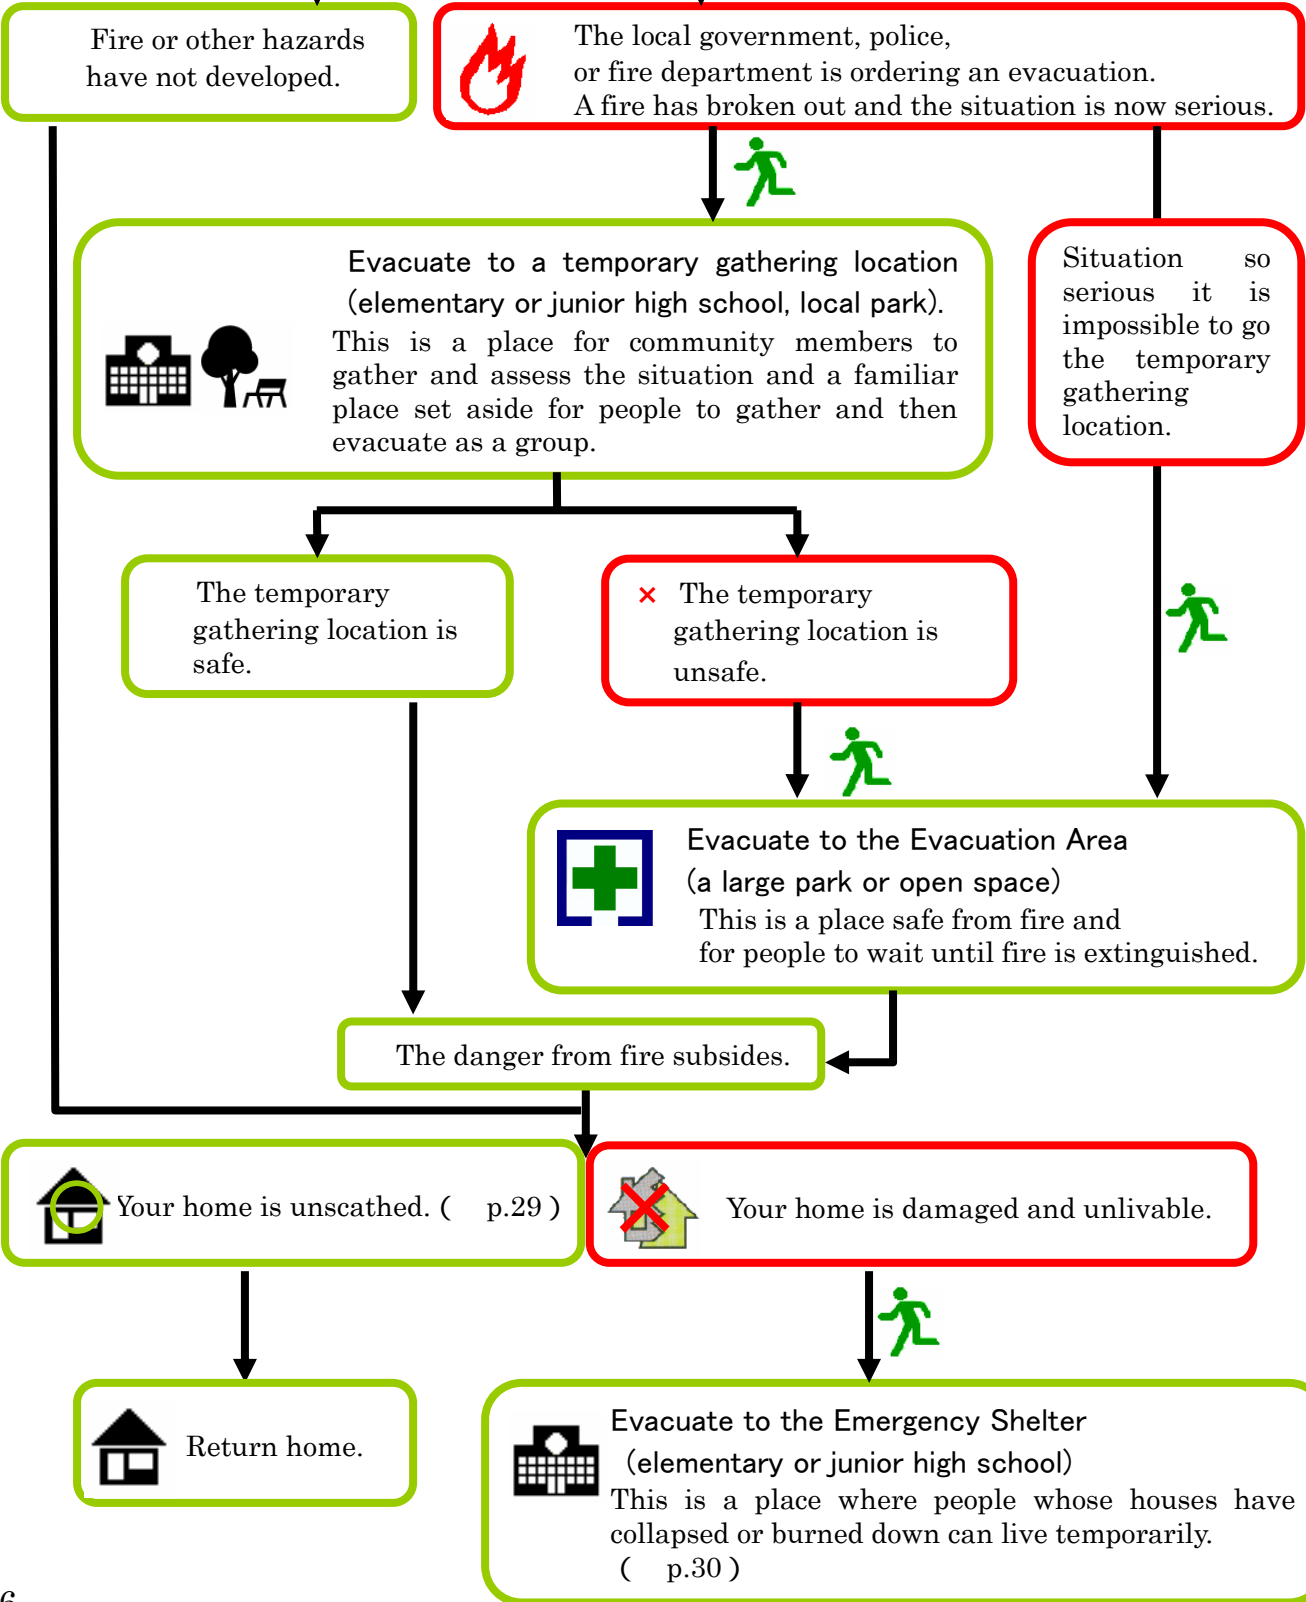 Fire or other hazards
have not developed.
The local government, police,
or fire department is ordering an evacuation.
A fire has broken out and the situation is now serious.
Evacuate to a temporary gathering location
(elementary or junior high school, local park).
This is a place for community members to
gather and assess the situation and a familiar
place set aside for people to gather and then
evacuate as a group.
Situation so
serious it is
impossible to go
the temporary
gathering
location.
The temporary
gathering location is
safe.
× The temporary
gathering location is
unsafe.
Evacuate to the Evacuation Area
(a large park or open space)
This is a place safe from fire and
for people to wait until fire is extinguished.
The danger from fire subsides.
Your home is unscathed. ( p.29 )
Your home is damaged and unlivable.
Return home.
Evacuate to the Emergency Shelter
(elementary or junior high school)
This is a place where people whose houses have
collapsed or burned down can live temporarily.
( p.30 )